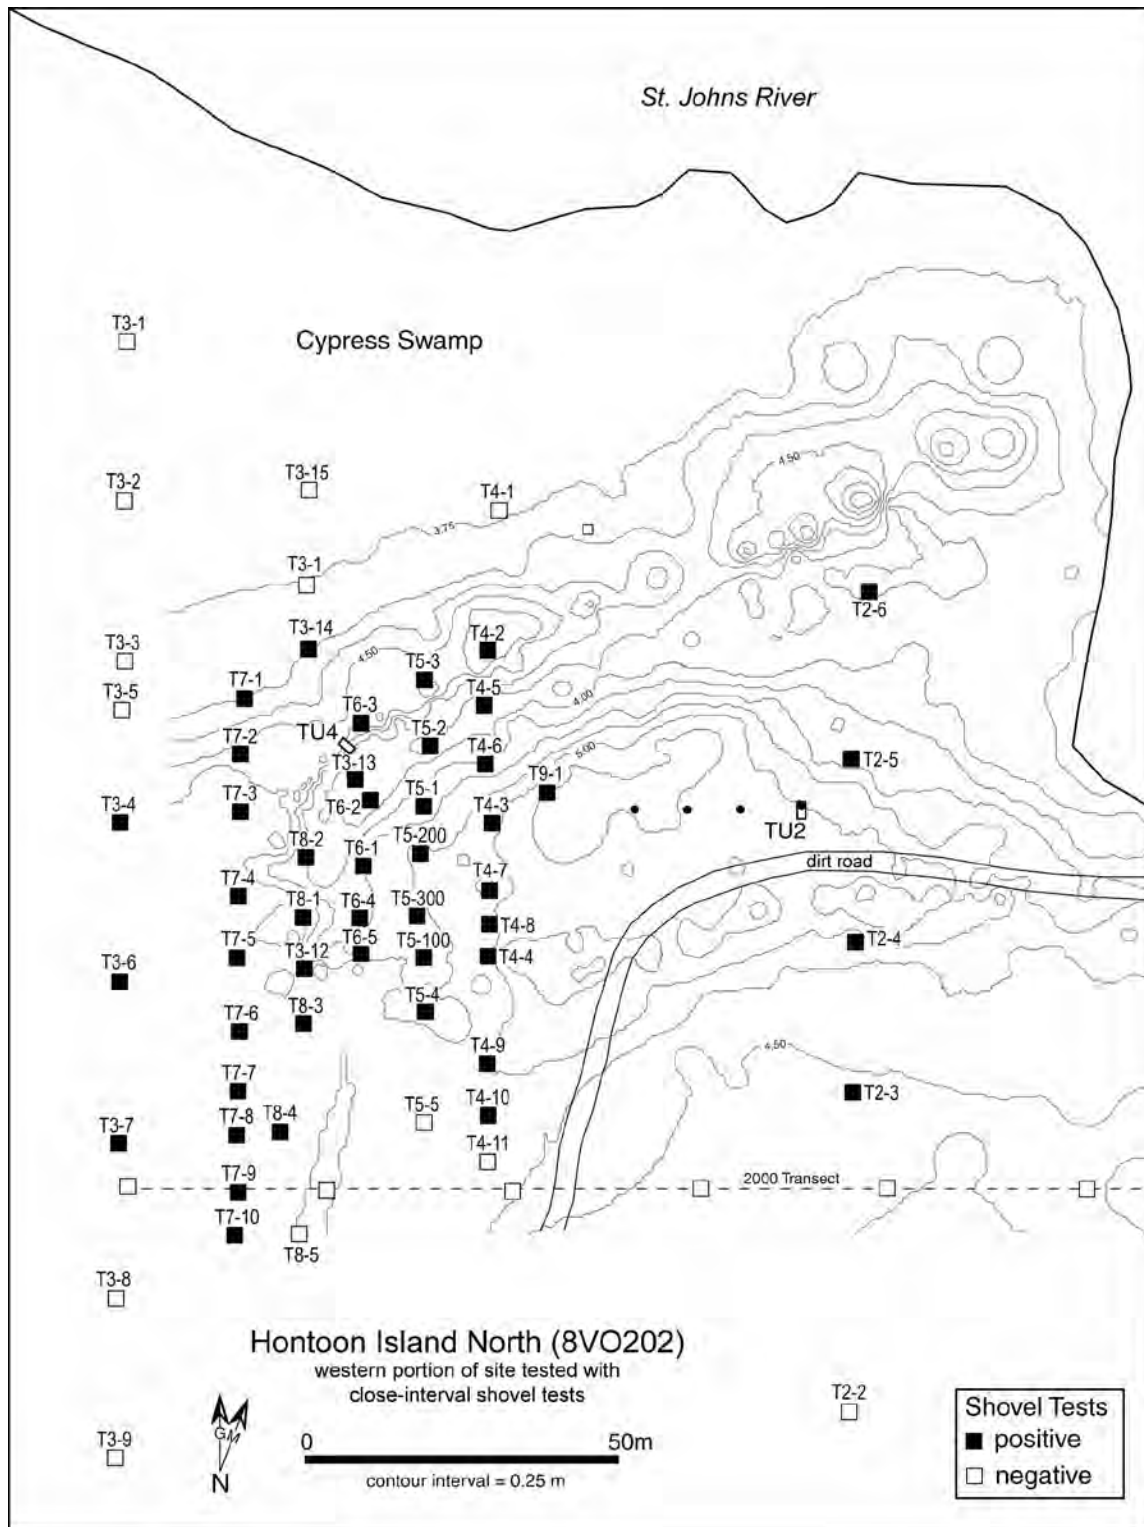 St. Johns River
T3-1
Cypress Swamp
4.50
T3-2
T3-15
T4-1
3.75
T3-1
T2-6
T3-14
T4-2
4.50
T3-3
T5-3
T7-1
T4-5
4.00
T3-5
T6-3
TU4
T5-2
T7-2
T4-6
5.00
T2-5
T3-13
T9-1
T7-3
T6-2
T5-1
T4-3
T3-4
TU2
T8-2
T6-1
T5-200
dirt road
T7-4
T4-7
T8-1
T6-4
T5-300
T4-8
T7-5
T6-5
T5-100
T2-4
T3-12
T4-4
T3-6
T5-4
T7-6
T8-3
T4-9
4.50
T7-7
T2-3
T5-5
T4-10
T7-8
T8-4
T3-7
T4-11
T7-9
2000 Transect
T7-10
T8-5
T3-8
Hontoon Island North (8VO202)
western portion of site tested with
close-interval shovel tests
T2-2
T3-9
GM
N
0 50m
contour interval = 0.25 m
Shovel Tests
positive
negative